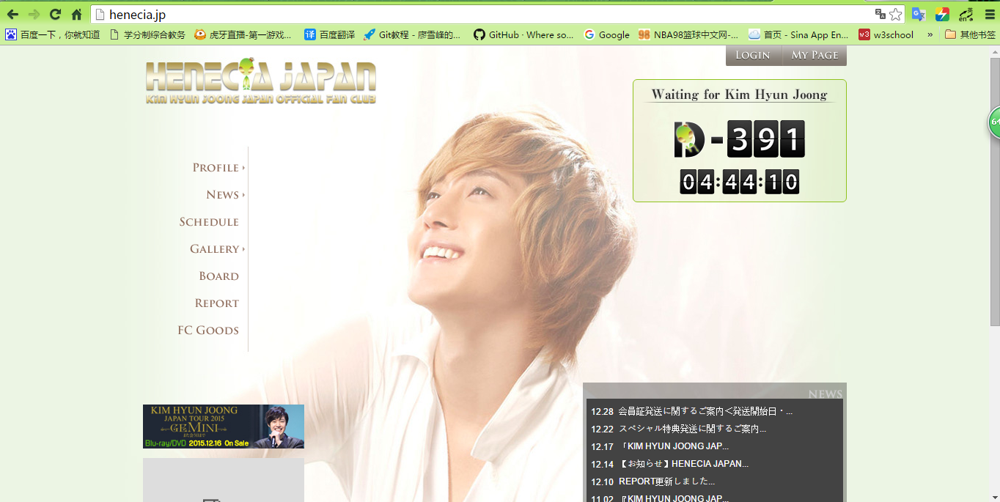 henecia.jp
百度一下，你就知道 学分制综合教务 虎牙直播-第一游戏... 百度翻译 Git教程 - 廖雪峰的... GitHub · Where so... Google NBA98篮球中文网-... 首页 - Sina App En... w3school » 其他书签
LOGIN MY PAGE
HENECIA JAPAN
KIM HYUN JOONG JAPAN OFFICIAL FAN CLUB
Waiting for Kim Hyun Joong
D-391
04:44:10
64
PROFILE
NEWS
SCHEDULE
GALLERY
BOARD
REPORT
FC GOODS
KIM HYUN JOONG
JAPAN TOUR 2015
GEMINI
また会う日まで
Blu-ray/DVD 2015.12.16 On Sale
NEWS
12.28 会員証発送に関するご案内＜発送開始日・...
12.22 スペシャル特典発送に関するご案内...
12.17 「KIM HYUN JOONG JAP...
12.14 【お知らせ】HENECIA JAPAN...
12.10 REPORT更新しました...
11.02 『KIM HYUN JOONG JAP...